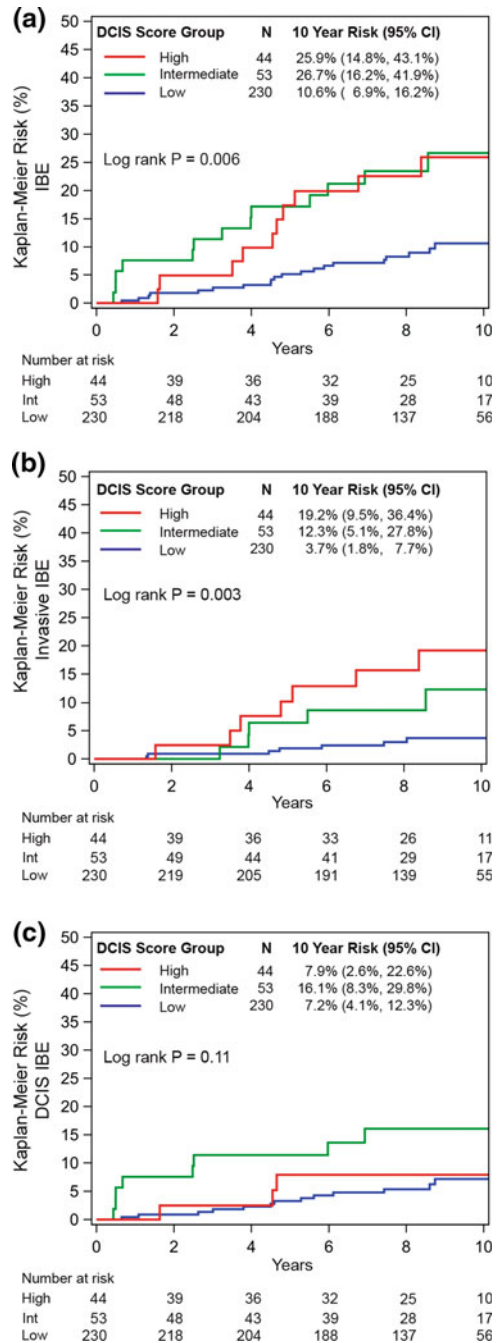 (a)
DCIS Score Group N 10 Year Risk (95% CI)
High 44 25.9% (14.8%, 43.1%)
Intermediate 53 26.7% (16.2%, 41.9%)
Low 230 10.6% ( 6.9%, 16.2%)
Log rank P = 0.006
Kaplan-Meier Risk (%)
IBE
50
45
40
35
30
25
20
15
10
5
0
0 2 4 6 8 10
Years
Number at risk
High 44 39 36 32 25 10
Int 53 48 43 39 28 17
Low 230 218 204 188 137 56
(b)
DCIS Score Group N 10 Year Risk (95% CI)
High 44 19.2% (9.5%, 36.4%)
Intermediate 53 12.3% (5.1%, 27.8%)
Low 230 3.7% (1.8%, 7.7%)
Log rank P = 0.003
Kaplan-Meier Risk (%)
Invasive IBE
50
45
40
35
30
25
20
15
10
5
0
0 2 4 6 8 10
Years
Number at risk
High 44 39 36 33 26 11
Int 53 49 44 41 29 17
Low 230 219 205 191 139 55
(c)
DCIS Score Group N 10 Year Risk (95% CI)
High 44 7.9% (2.6%, 22.6%)
Intermediate 53 16.1% (8.3%, 29.8%)
Low 230 7.2% (4.1%, 12.3%)
Log rank P = 0.11
Kaplan-Meier Risk (%)
DCIS IBE
50
45
40
35
30
25
20
15
10
5
0
0 2 4 6 8 10
Years
Number at risk
High 44 39 36 32 25 10
Int 53 48 43 39 28 17
Low 230 218 204 188 137 56